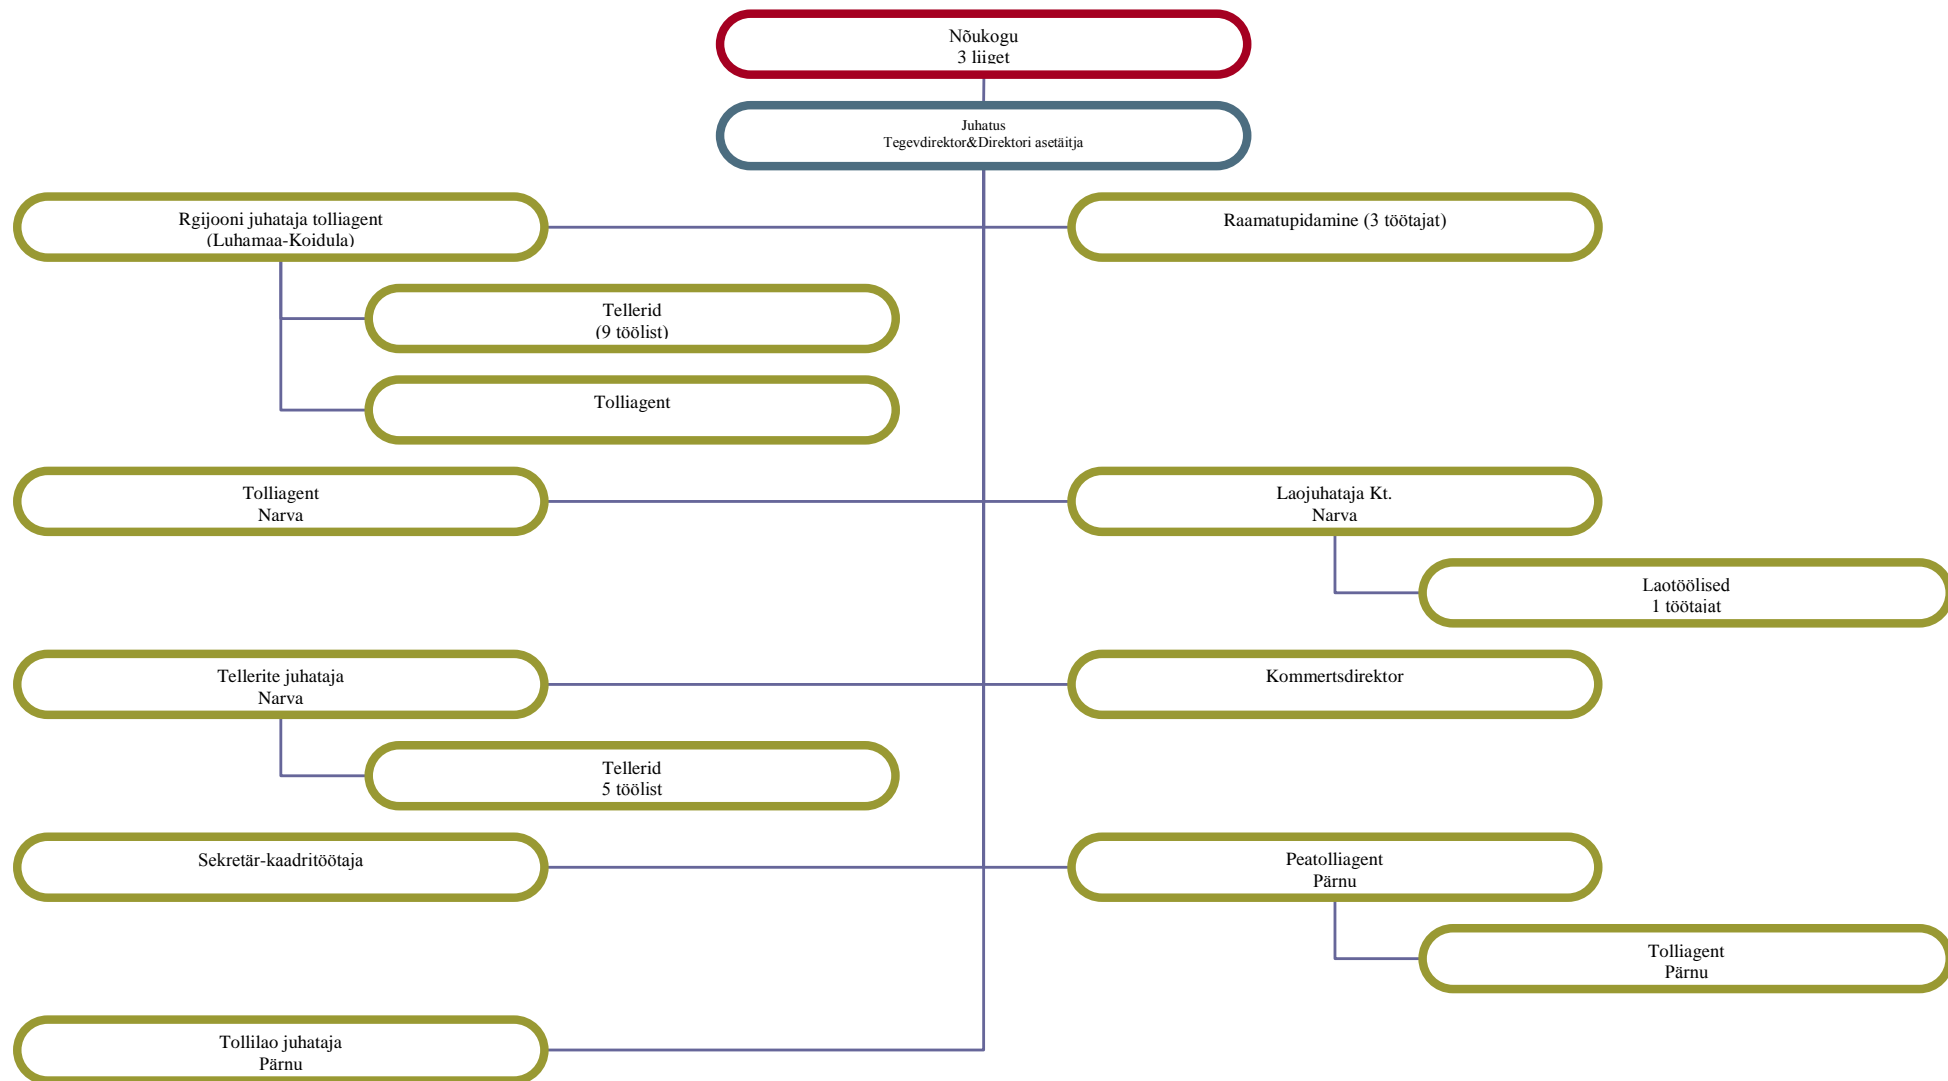 Nõukogu
3 liiget
Juhatus
Tegevdirektor&Direktori asetäitja
Rgijooni juhataja tolliagent
(Luhamaa-Koidula)
Raamatupidamine (3 töötajat)
Tellerid
(9 töölist)
Tolliagent
Tolliagent
Narva
Laojuhataja Kt.
Narva
Laotöölised
1 töötajat
Tellerite juhataja
Narva
Kommertsdirektor
Tellerid
5 töölist
Sekretär-kaadritöötaja
Peatolliagent
Pärnu
Tolliagent
Pärnu
Tollilao juhataja
Pärnu